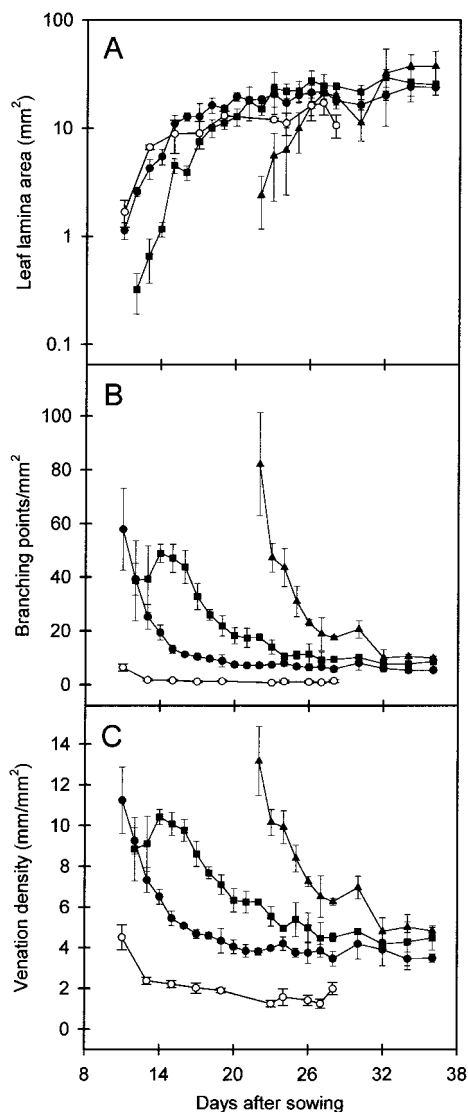 A
Leaf lamina area (mm²)
100
10
1
0.1
B
Branching points/mm²
100
80
60
40
20
0
C
Venation density (mm/mm²)
14
12
10
8
6
4
2
0
8 14 20 26 32 38
Days after sowing